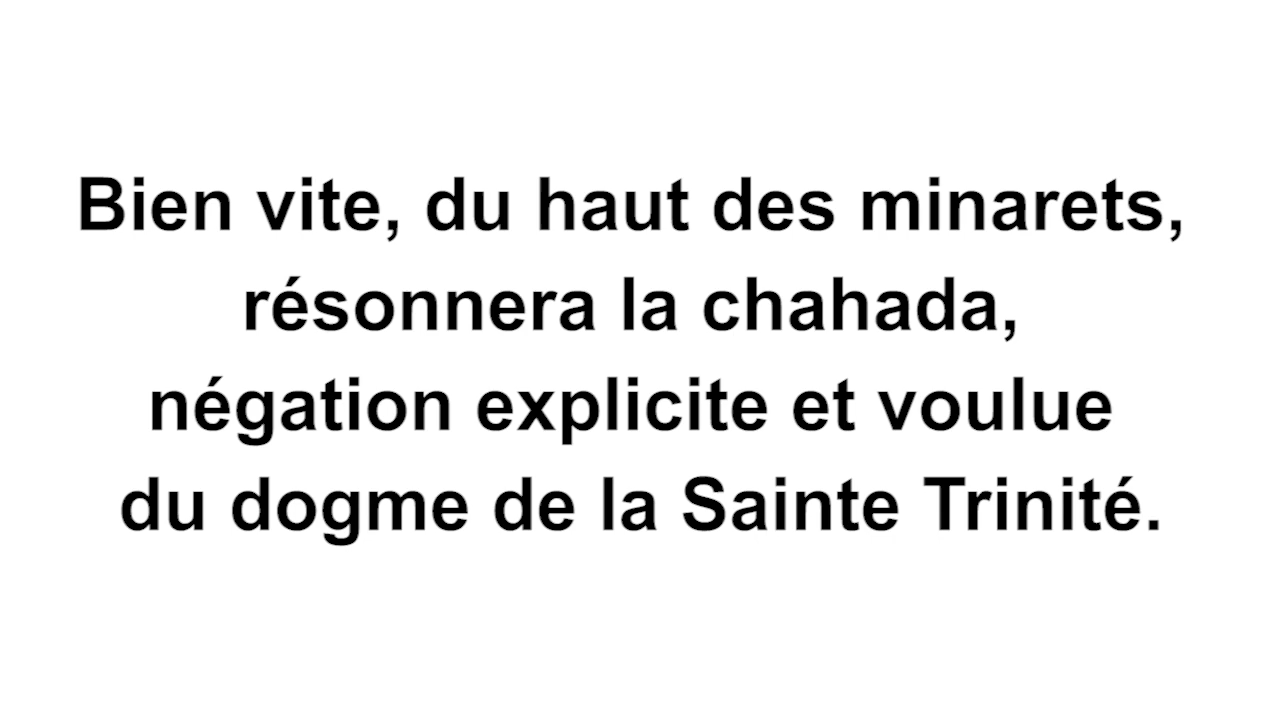 Bien vite, du haut des minarets,
résonnera la chahada,
négation explicite et voulue
du dogme de la Sainte Trinité.